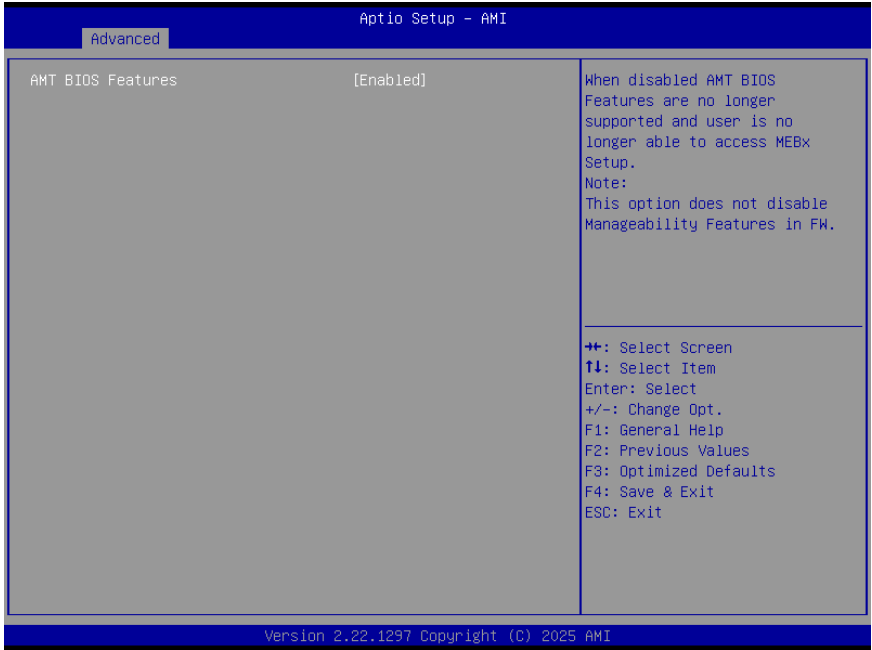 Aptio Setup – AMI
Advanced
AMT BIOS Features [Enabled]
When disabled AMT BIOS
Features are no longer
supported and user is no
longer able to access MEBx
Setup.
Note:
This option does not disable
Manageability Features in FW.
→←: Select Screen
↑↓: Select Item
Enter: Select
+/-: Change Opt.
F1: General Help
F2: Previous Values
F3: Optimized Defaults
F4: Save & Exit
ESC: Exit
Version 2.22.1297 Copyright (C) 2025 AMI